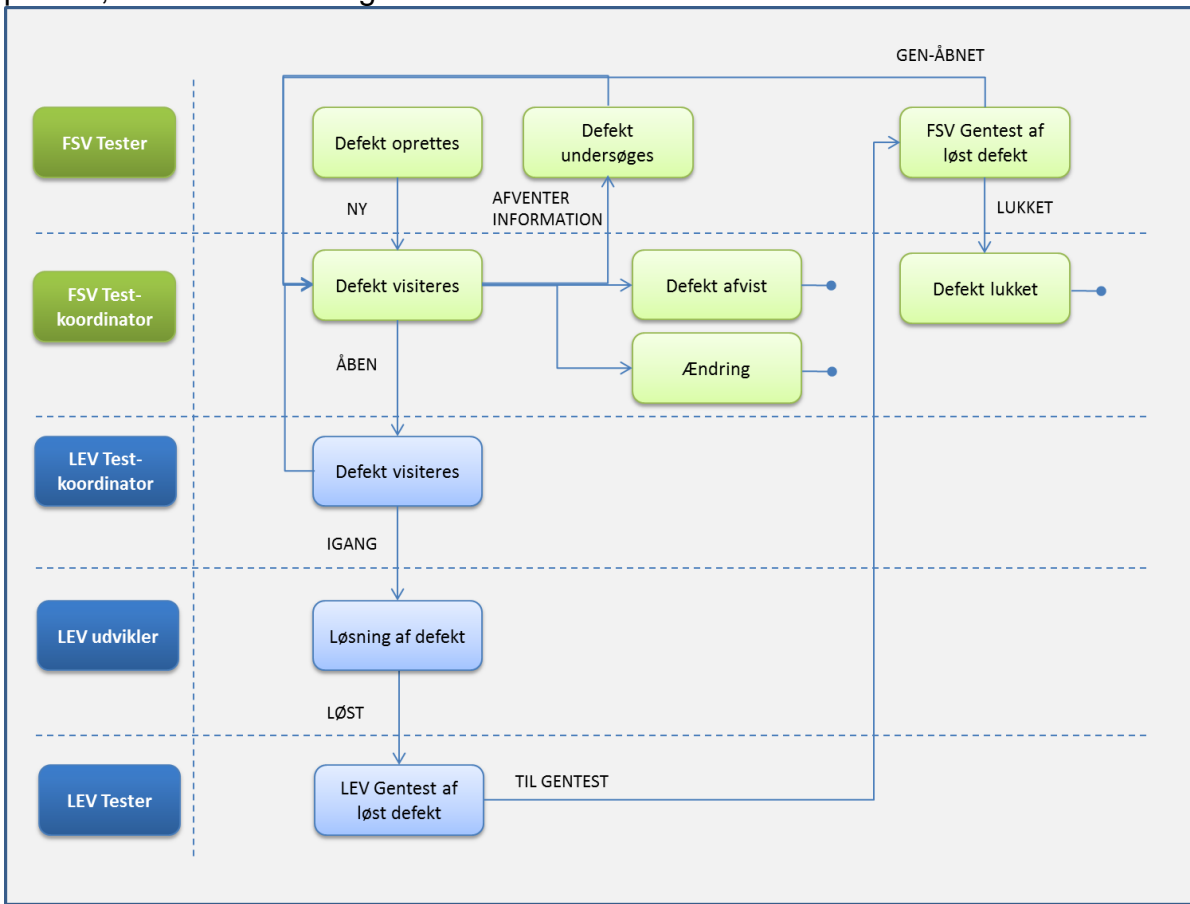 GEN-ÅBNET
FSV Tester
Defekt oprettes
Defekt
undersøges
FSV Gentest af
løst defekt
NY
AFVENTER
INFORMATION
LUKKET
FSV Test-
koordinator
Defekt visiteres
Defekt afvist
Defekt lukket
ÅBEN
Ændring
LEV Test-
koordinator
Defekt visiteres
IGANG
LEV udvikler
Løsning af defekt
LØST
LEV Tester
LEV Gentest af
løst defekt
TIL GENTEST